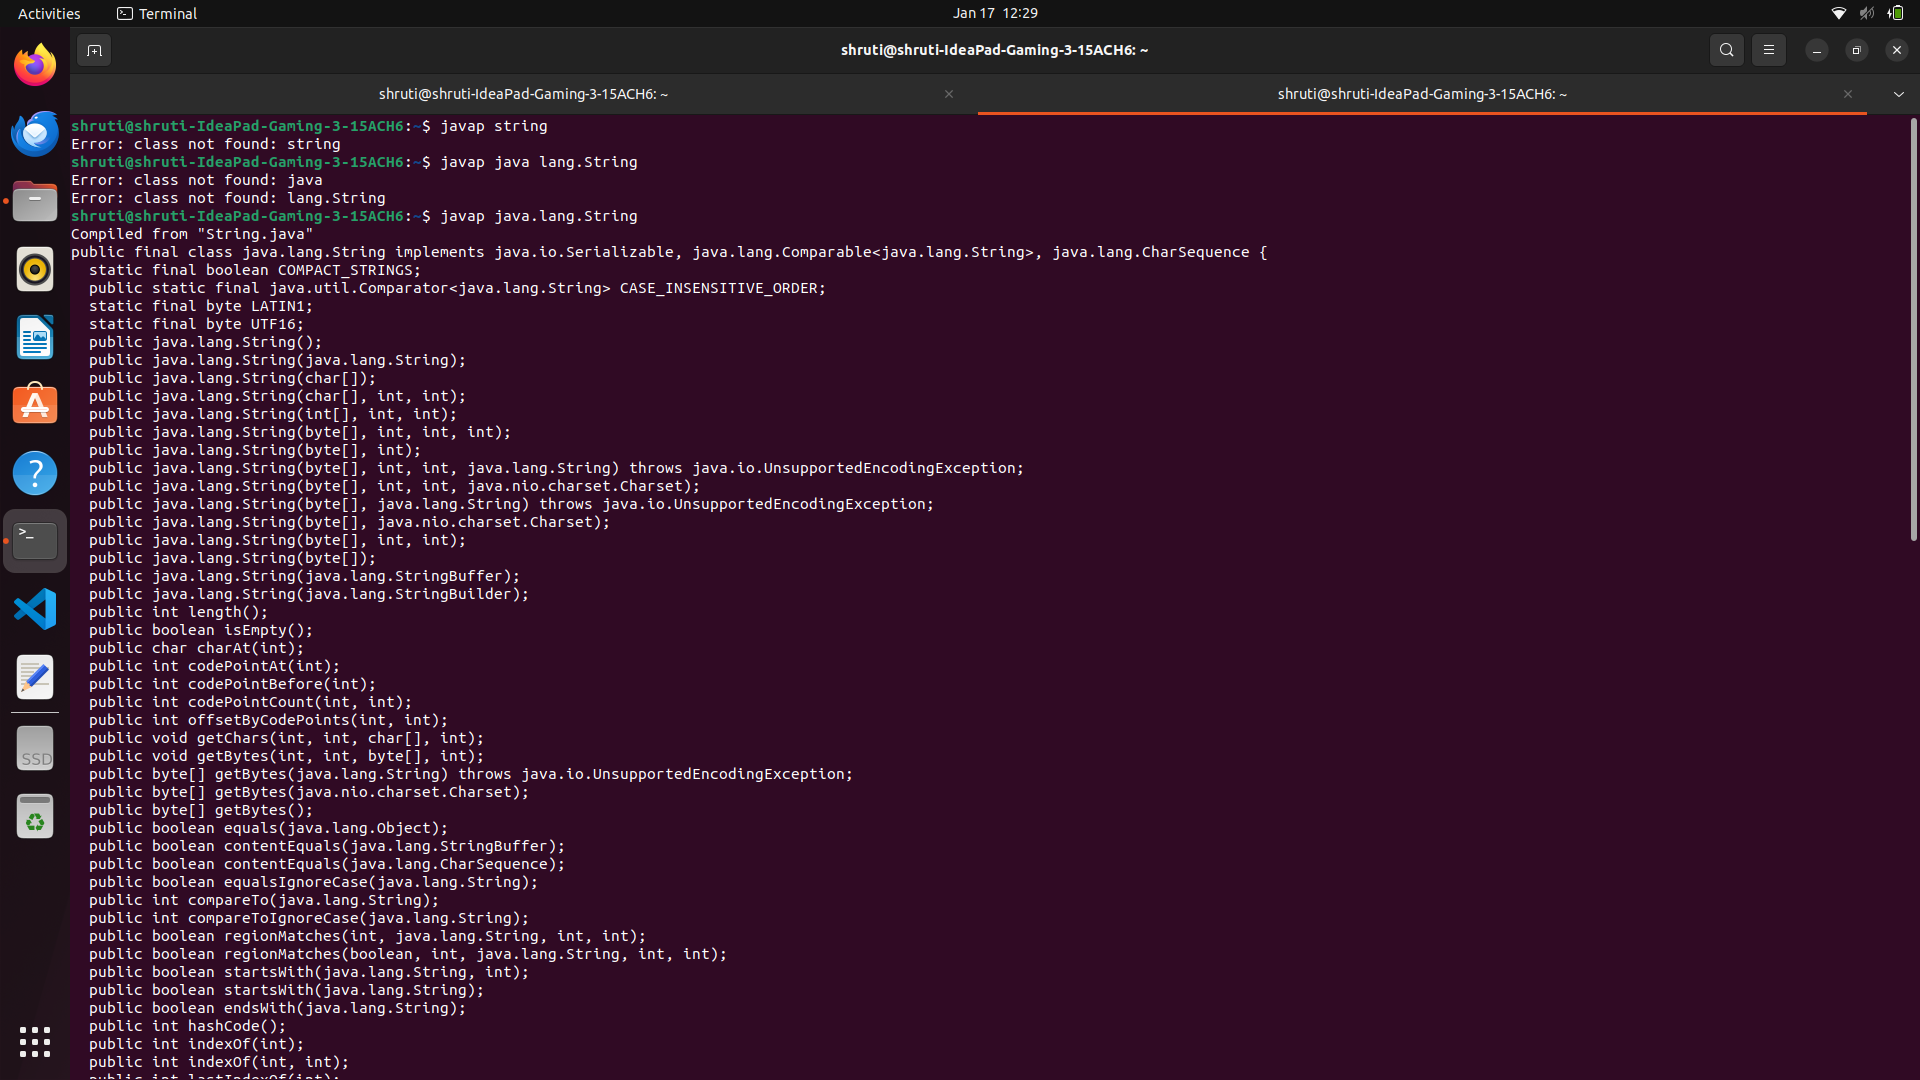 Activities Terminal Jan 17 12:29
shruti@shruti-IdeaPad-Gaming-3-15ACH6: ~
shruti@shruti-IdeaPad-Gaming-3-15ACH6: ~ shruti@shruti-IdeaPad-Gaming-3-15ACH6: ~
shruti@shruti-IdeaPad-Gaming-3-15ACH6:~$ javap string
Error: class not found: string
shruti@shruti-IdeaPad-Gaming-3-15ACH6:~$ javap java lang.String
Error: class not found: java
Error: class not found: lang.String
shruti@shruti-IdeaPad-Gaming-3-15ACH6:~$ javap java.lang.String
Compiled from "String.java"
public final class java.lang.String implements java.io.Serializable, java.lang.Comparable<java.lang.String>, java.lang.CharSequence {
  static final boolean COMPACT_STRINGS;
  public static final java.util.Comparator<java.lang.String> CASE_INSENSITIVE_ORDER;
  static final byte LATIN1;
  static final byte UTF16;
  public java.lang.String();
  public java.lang.String(java.lang.String);
  public java.lang.String(char[]);
  public java.lang.String(char[], int, int);
  public java.lang.String(int[], int, int);
  public java.lang.String(byte[], int, int, int);
  public java.lang.String(byte[], int);
  public java.lang.String(byte[], int, int, java.lang.String) throws java.io.UnsupportedEncodingException;
  public java.lang.String(byte[], int, int, java.nio.charset.Charset);
  public java.lang.String(byte[], java.lang.String) throws java.io.UnsupportedEncodingException;
  public java.lang.String(byte[], java.nio.charset.Charset);
  public java.lang.String(byte[], int, int);
  public java.lang.String(byte[]);
  public java.lang.String(java.lang.StringBuffer);
  public java.lang.String(java.lang.StringBuilder);
  public int length();
  public boolean isEmpty();
  public char charAt(int);
  public int codePointAt(int);
  public int codePointBefore(int);
  public int codePointCount(int, int);
  public int offsetByCodePoints(int, int);
  public void getChars(int, int, char[], int);
  public void getBytes(int, int, byte[], int);
  public byte[] getBytes(java.lang.String) throws java.io.UnsupportedEncodingException;
  public byte[] getBytes(java.nio.charset.Charset);
  public byte[] getBytes();
  public boolean equals(java.lang.Object);
  public boolean contentEquals(java.lang.StringBuffer);
  public boolean contentEquals(java.lang.CharSequence);
  public boolean equalsIgnoreCase(java.lang.String);
  public int compareTo(java.lang.String);
  public int compareToIgnoreCase(java.lang.String);
  public boolean regionMatches(int, java.lang.String, int, int);
  public boolean regionMatches(boolean, int, java.lang.String, int, int);
  public boolean startsWith(java.lang.String, int);
  public boolean startsWith(java.lang.String);
  public boolean endsWith(java.lang.String);
  public int hashCode();
  public int indexOf(int);
  public int indexOf(int, int);
  public int lastIndexOf(int);
SSD